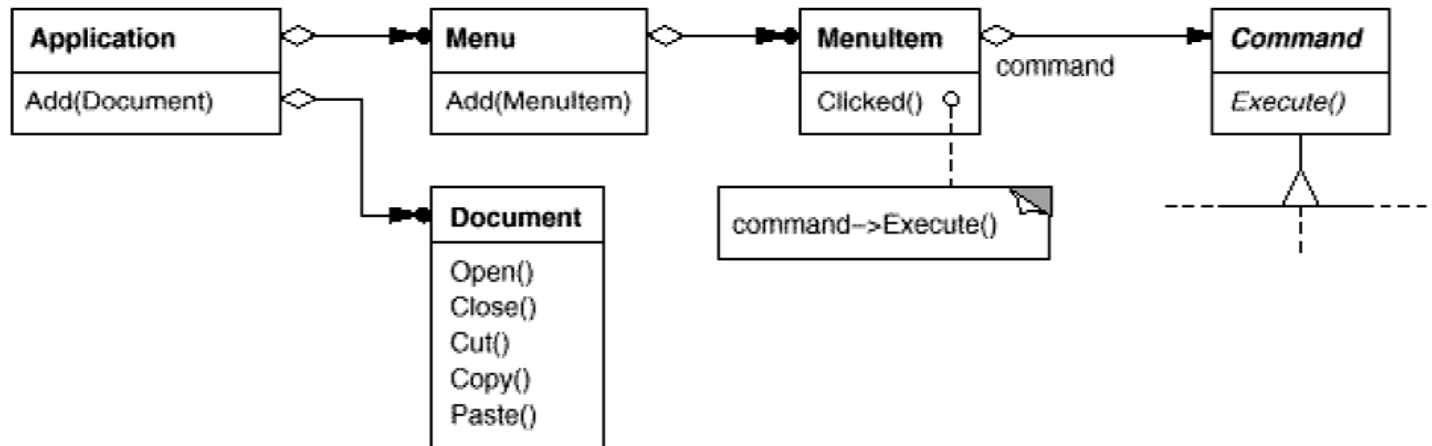 Application
Add(Document)
Menu
Add(MenuItem)
MenuItem
Clicked()
command
Command
Execute()
command–>Execute()
Document
Open()
Close()
Cut()
Copy()
Paste()